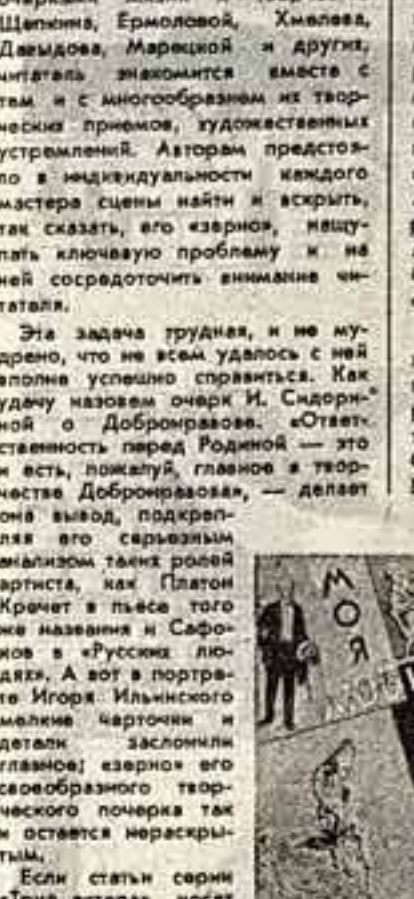 Щепкина, Ермоловой, Хмелева,
Давыдова, Марецкой и других,
читатель знакомится вместе с
тем и с многообразием их твор-
ческих приемов, художественных
устремлений. Авторам предстоя-
ло в индивидуальности каждого
мастера сцены найти и вскрыть,
так сказать, его «зерно», нащу-
пать ключевую проблему и на
ней сосредоточить внимание чи-
тателя.
Эта задача трудная, и не му-
дрено, что не всем удалось с ней
вполне успешно справиться. Как
удачу назовем очерк И. Сидори-
ной о Добронравове. «Ответ-
ственность перед Родиной — это
и есть, пожалуй, главное в твор-
честве Добронравова», — делает
она вывод, подкреп-
ляя его серьезным
анализом таких ролей
артиста, как Платон
Кречет в пьесе того
же названия и Сафо-
нов в «Русских лю-
дях». А вот в портре-
те Игоря Ильинского
мелкие черточки и
детали заслонили
главное; «зерно» его
своеобразного твор-
ческого почерка так
и остается нераскры-
тым.
Если статьи серии
МОЯ